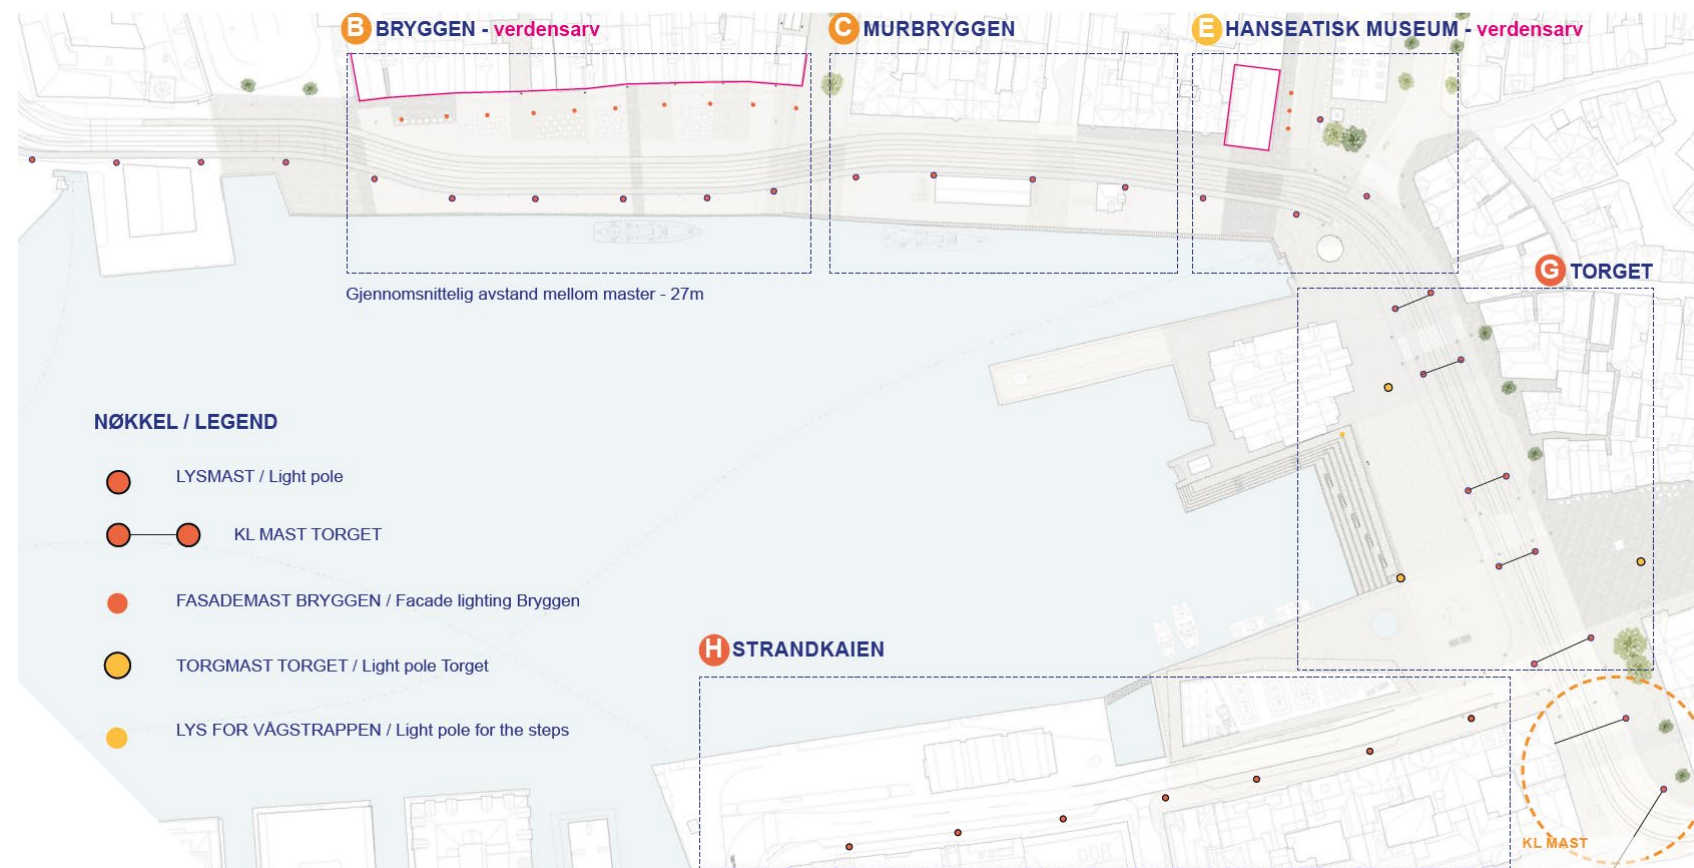 B BRYGGEN - verdensarv
C MURBRYGGEN
E HANSEATISK MUSEUM - verdensarv
G TORGET
Gjennomsnittelig avstand mellom master - 27m
NØKKEL / LEGEND
LYSMAST / Light pole
KL MAST TORGET
FASADEMAST BRYGGEN / Facade lighting Bryggen
TORGMAST TORGET / Light pole Torget
LYS FOR VÅGSTRAPPEN / Light pole for the steps
H STRANDKAIEN
KL MAST